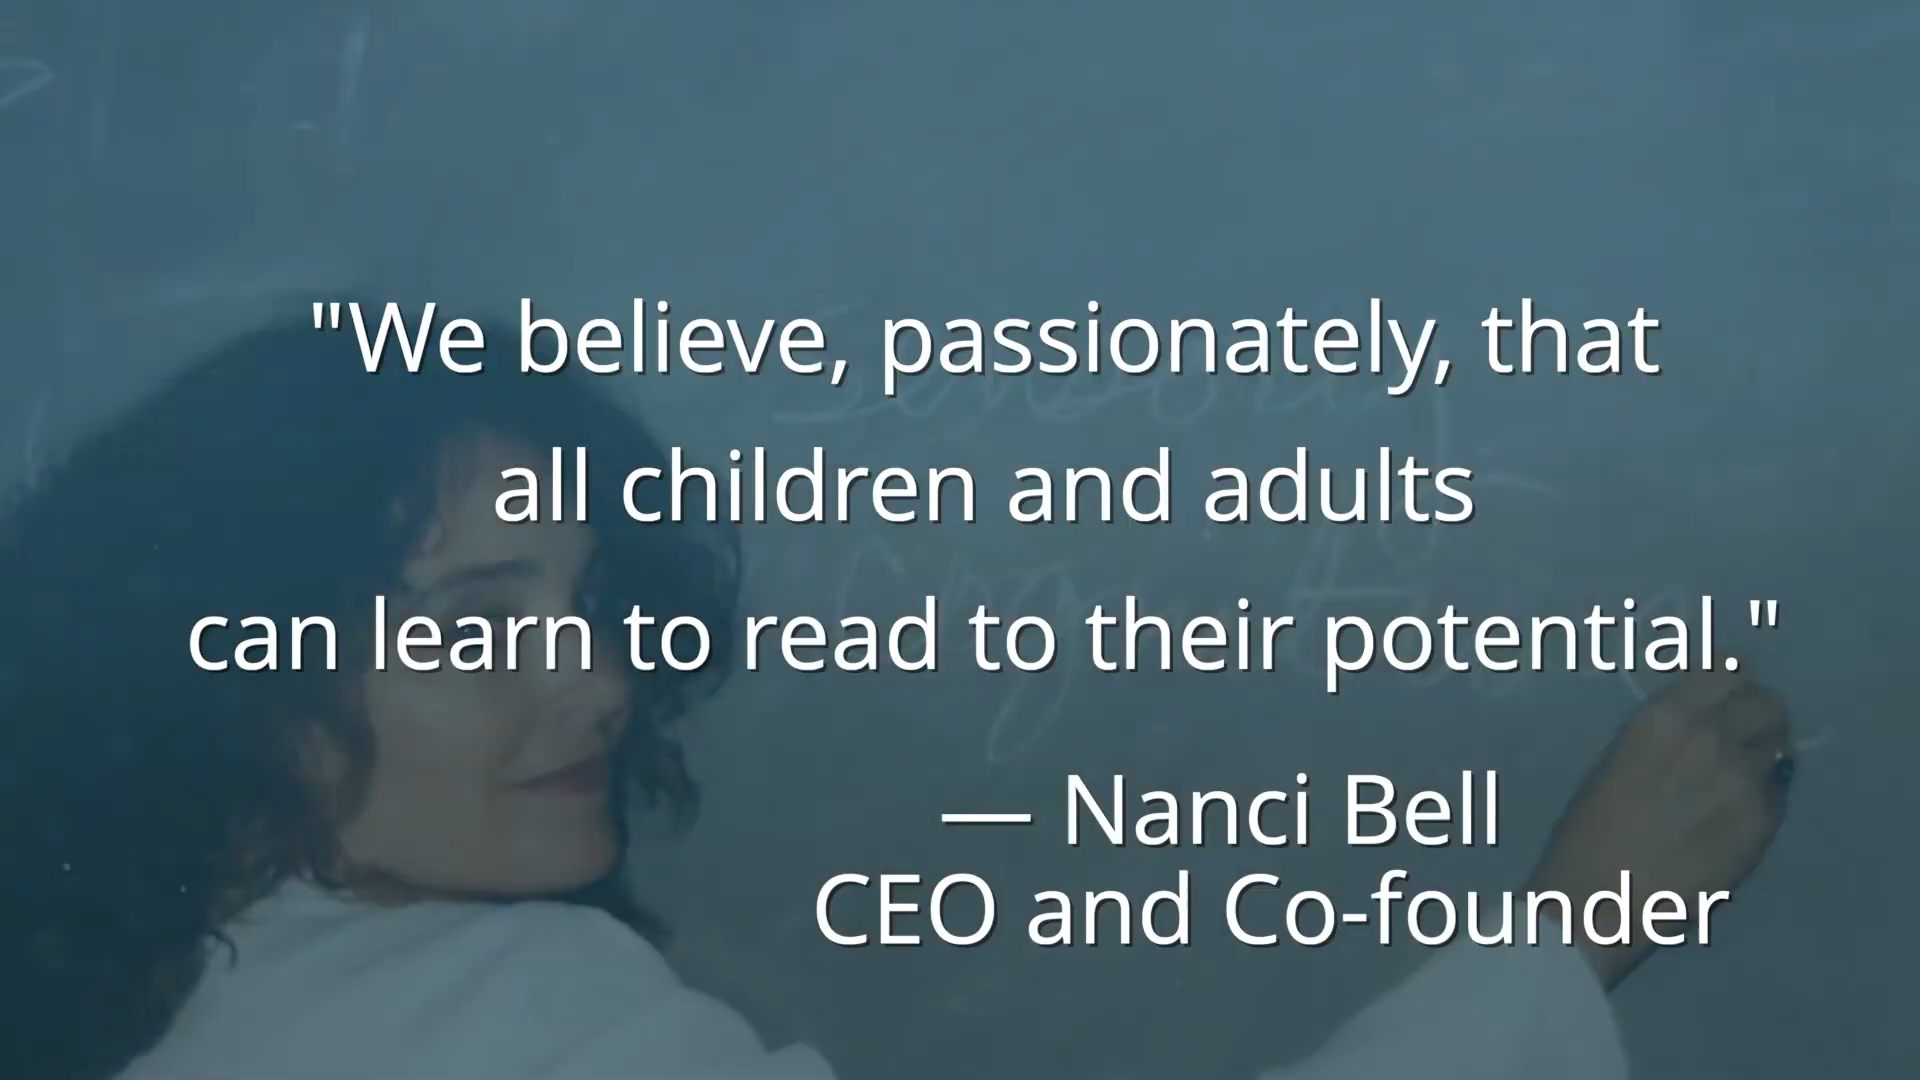 "We believe, passionately, that
all children and adults
can learn to read to their potential."
— Nanci Bell
CEO and Co-founder